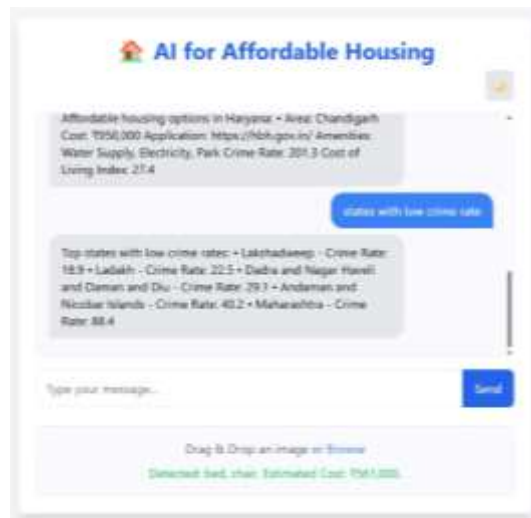 AI for Affordable Housing
Affordable housing options in Haryana: • Area: Chandigarh
Cost: ₹950,000 Application: https://hbh.gov.in/ Amenities:
Water Supply, Electricity, Park Crime Rate: 201.3 Cost of
Living Index: 27.4
states with low crime rate
Top states with low crime rates: • Lakshadweep - Crime Rate:
18.9 • Ladakh - Crime Rate: 22.5 • Dadra and Nagar Haveli
and Daman and Diu - Crime Rate: 29.1 • Andaman and
Nicobar Islands - Crime Rate: 40.2 • Maharashtra - Crime
Rate: 88.4
Type your message...
Send
Drag & Drop an image or Browse
Detected: bed, chair. Estimated Cost: